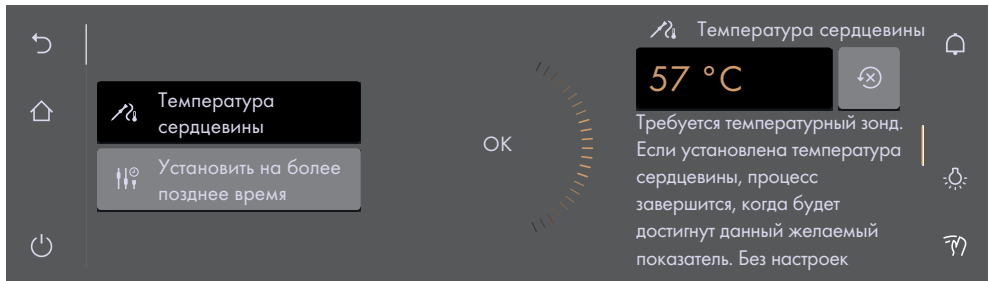 Температура
сердцевины
Установить на более
позднее время
OK
Температура сердцевины
57 °C
Требуется температурный зонд.
Если установлена температура
сердцевины, процесс
завершится, когда будет
достигнут данный желаемый
показатель. Без настроек